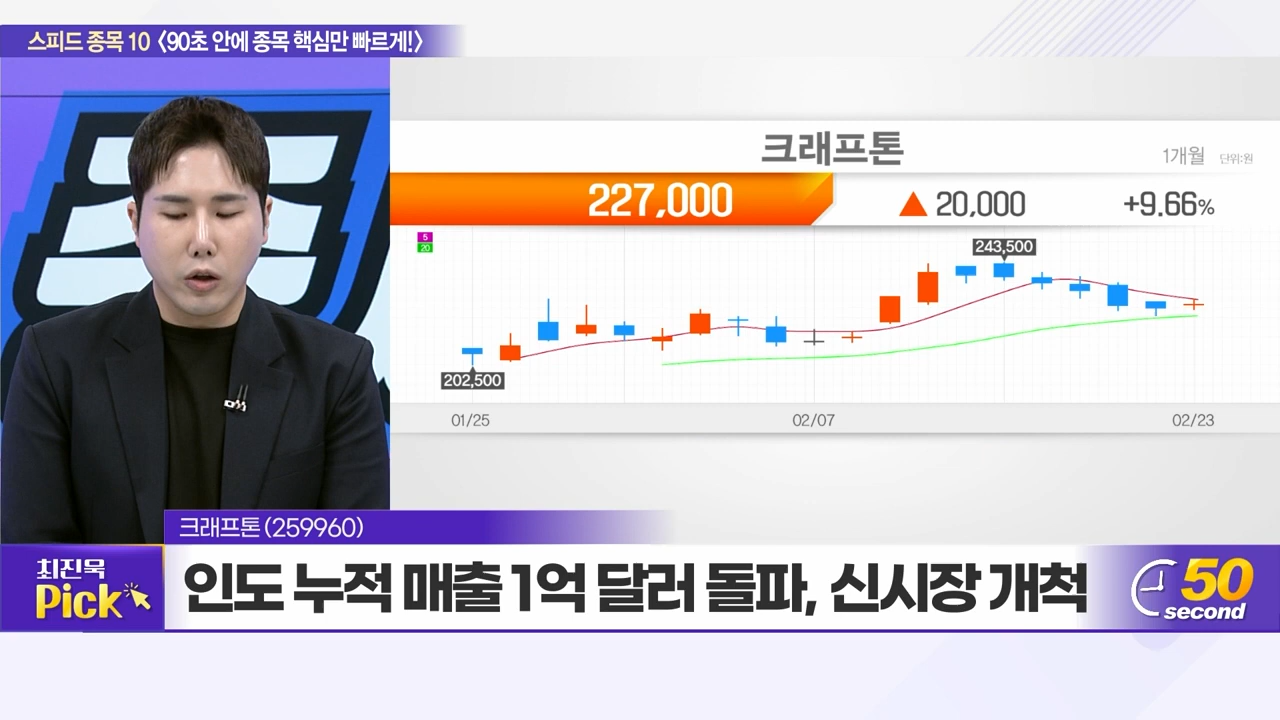 스피드 종목 10 〈90초 안에 종목 핵심만 빠르게!〉
크래프톤
1개월 단위:원
227,000 ▲ 20,000 +9.66%
5
20
243,500
202,500
01/25 02/07 02/23
크래프톤 (259960)
최진욱
Pick
인도 누적 매출 1억 달러 돌파, 신시장 개척
50
second